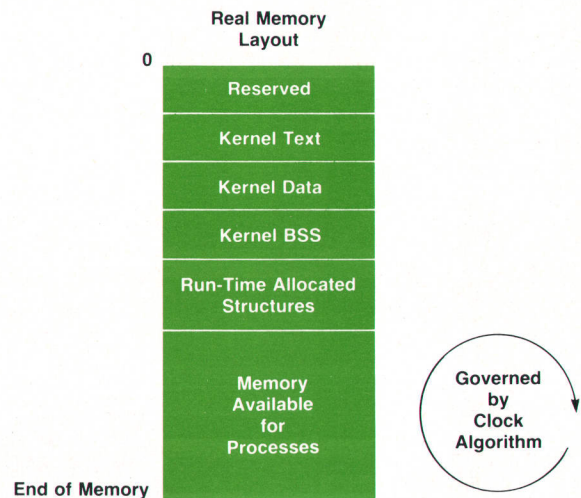 Real Memory
Layout
0
Reserved
Kernel Text
Kernel Data
Kernel BSS
Run-Time Allocated
Structures
Memory
Available
for
Processes
End of Memory
Governed
by
Clock
Algorithm